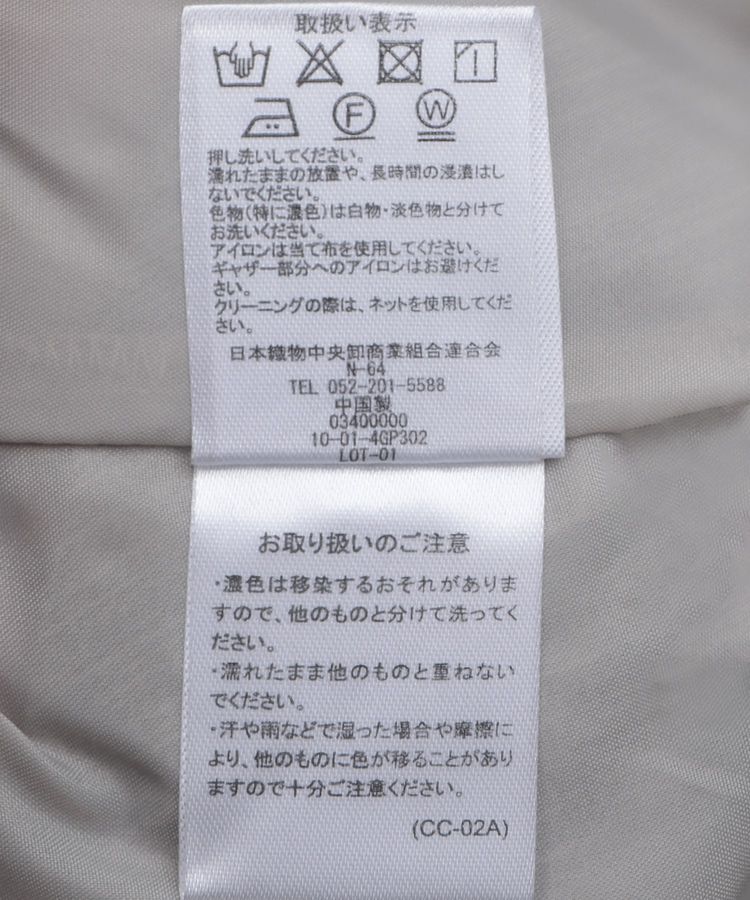 取扱い表示
F
W
押し洗いしてください。
濡れたままの放置や、長時間の浸漬はし
ないでください。
色物(特に濃色)は白物・淡色物と分けて
お洗いください。
アイロンは当て布を使用してください。
ギャザー部分へのアイロンはお避けくだ
さい。
クリーニングの際は、ネットを使用してくだ
さい。
日本織物中央卸商業組合連合会
N-64
TEL 052-201-5588
中国製
03400000
10-01-4GP302
LOT-01
お取り扱いのご注意
・濃色は移染するおそれがありま
すので、他のものと分けて洗ってく
ださい。
・濡れたまま他のものと重ねない
でください。
・汗や雨などで湿った場合や摩擦に
より、他のものに色が移ることがあり
ますので十分ご注意ください。
(CC-02A)